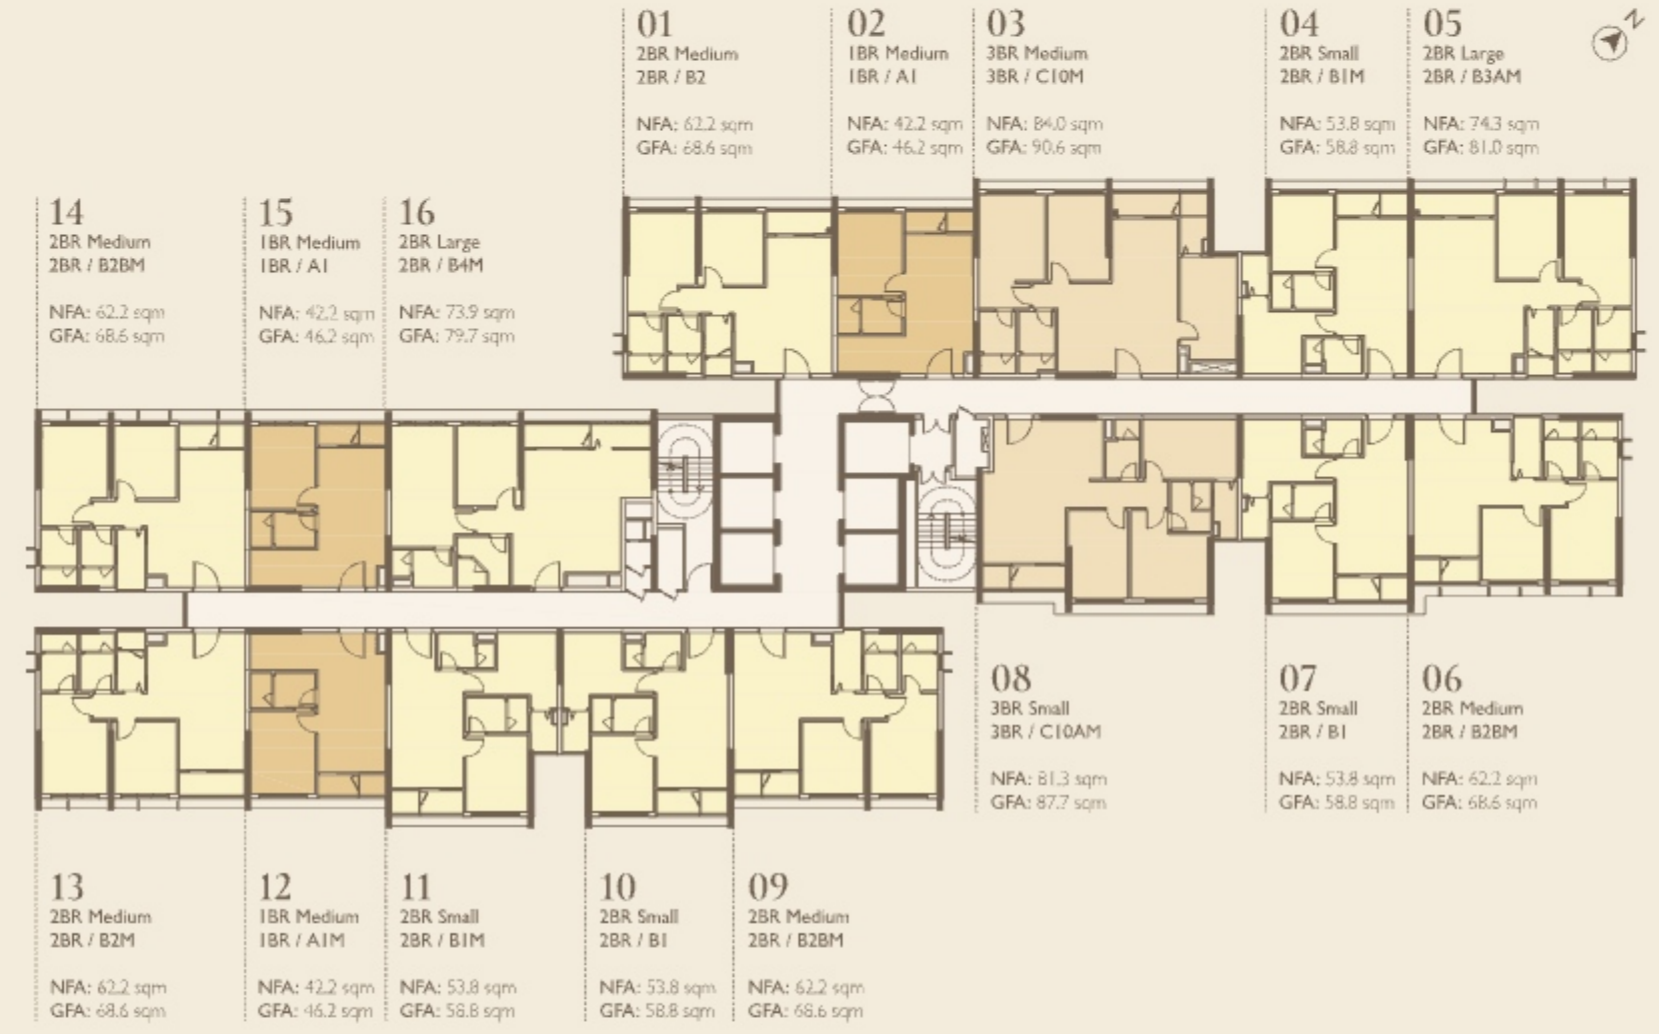 01
2BR Medium
2BR / B2
NFA: 62.2 sqm
GFA: 68.6 sqm
02
1BR Medium
1BR / A1
NFA: 42.2 sqm
GFA: 46.2 sqm
03
3BR Medium
3BR / C10M
NFA: 84.0 sqm
GFA: 90.6 sqm
04
2BR Small
2BR / B1M
NFA: 53.8 sqm
GFA: 58.8 sqm
05
2BR Large
2BR / B3AM
NFA: 74.3 sqm
GFA: 81.0 sqm
N
14
2BR Medium
2BR / B2BM
NFA: 62.2 sqm
GFA: 68.6 sqm
15
1BR Medium
1BR / A1
NFA: 42.2 sqm
GFA: 46.2 sqm
16
2BR Large
2BR / B4M
NFA: 73.9 sqm
GFA: 79.7 sqm
08
3BR Small
3BR / C10AM
NFA: 81.3 sqm
GFA: 87.7 sqm
07
2BR Small
2BR / B1
NFA: 53.8 sqm
GFA: 58.8 sqm
06
2BR Medium
2BR / B2BM
NFA: 62.2 sqm
GFA: 68.6 sqm
13
2BR Medium
2BR / B2M
NFA: 62.2 sqm
GFA: 68.6 sqm
12
1BR Medium
1BR / A1M
NFA: 42.2 sqm
GFA: 46.2 sqm
11
2BR Small
2BR / B1M
NFA: 53.8 sqm
GFA: 58.8 sqm
10
2BR Small
2BR / B1
NFA: 53.8 sqm
GFA: 58.8 sqm
09
2BR Medium
2BR / B2BM
NFA: 62.2 sqm
GFA: 68.6 sqm